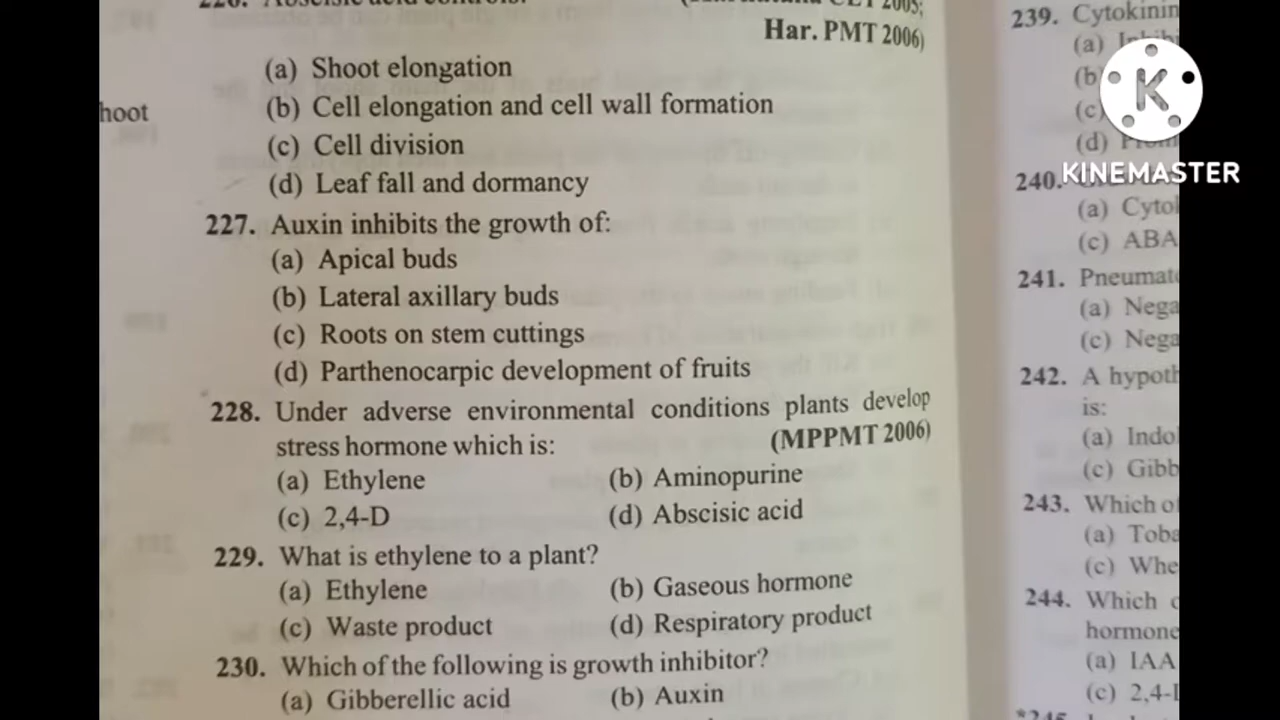 hoot
Har. PMT 2006)
(a) Shoot elongation
(b) Cell elongation and cell wall formation
(c) Cell division
(d) Leaf fall and dormancy
227. Auxin inhibits the growth of:
(a) Apical buds
(b) Lateral axillary buds
(c) Roots on stem cuttings
(d) Parthenocarpic development of fruits
228. Under adverse environmental conditions plants develop
stress hormone which is: (MPPMT 2006)
(a) Ethylene (b) Aminopurine
(c) 2,4-D (d) Abscisic acid
229. What is ethylene to a plant?
(a) Ethylene (b) Gaseous hormone
(c) Waste product (d) Respiratory product
230. Which of the following is growth inhibitor?
(a) Gibberellic acid (b) Auxin
239. Cytokinin
(a)
(b)
(c)
(d)
240.
(a) Cyto
(c) ABA
241. Pneumat
(a) Nega
(c) Nega
242. A hypoth
is:
(a) Indo
(c) Gibb
243. Which of
(a) Toba
(c) Whe
244. Which
hormone
(a) IAA
(c) 2,4-
K
KINEMASTER